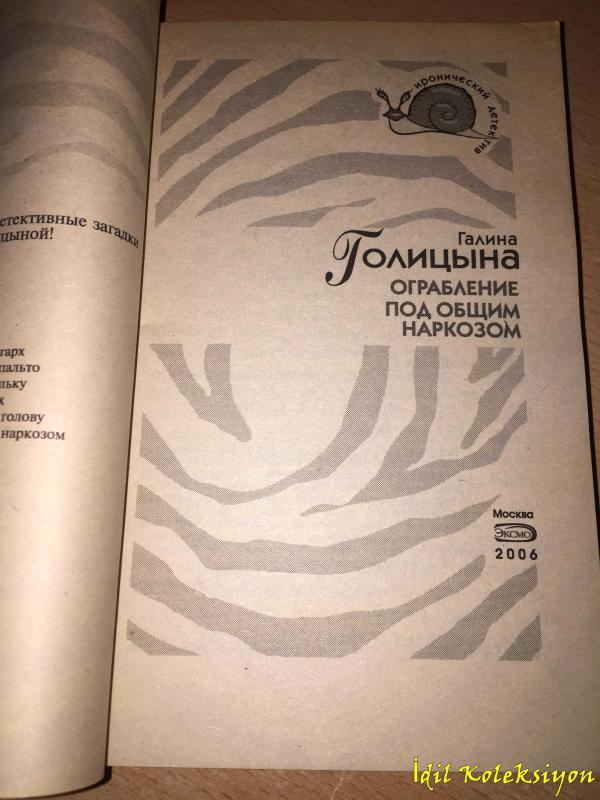 етективные загадки
цыной!
гарх
пальто
льку
х
голову
наркозом
иронический детектив
Галина
Голицына
ОГРАБЛЕНИЕ
ПОД ОБЩИМ
НАРКОЗОМ
Москва
ЭКСМО
2006
İdil Koleksiyon